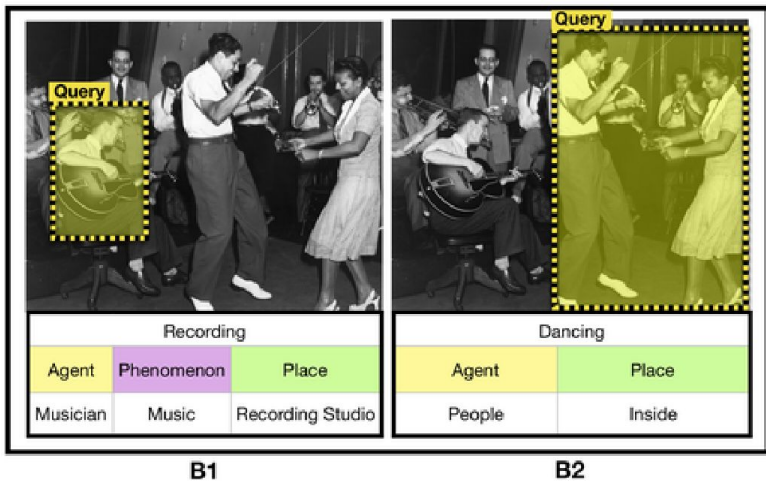 Query
Query
Recording
Agent Phenomenon Place
Musician Music Recording Studio
Dancing
Agent Place
People Inside
B1
B2